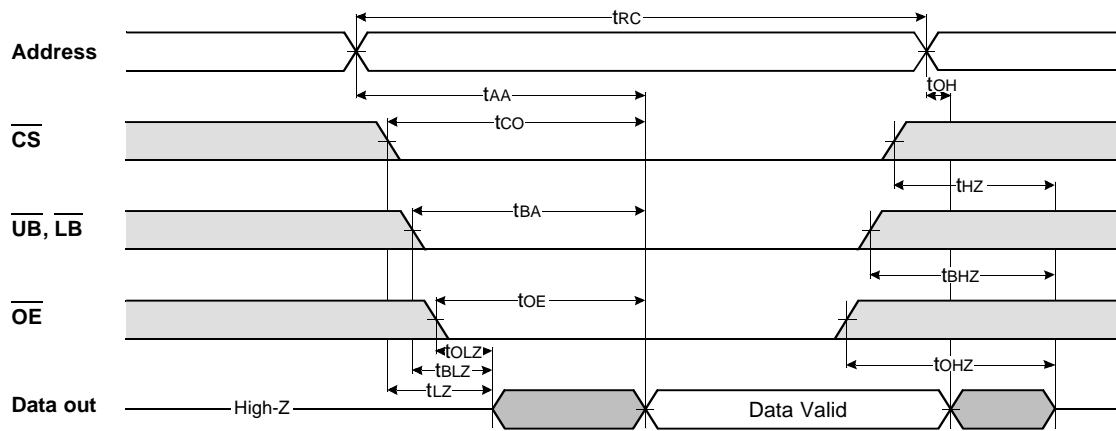 tRC
Address
tOH
tAA
CS
tCO
tHZ
UB, LB
tBA
tBHZ
OE
tOE
tOLZ
tOHZ
tBLZ
tLZ
Data out
High-Z
Data Valid